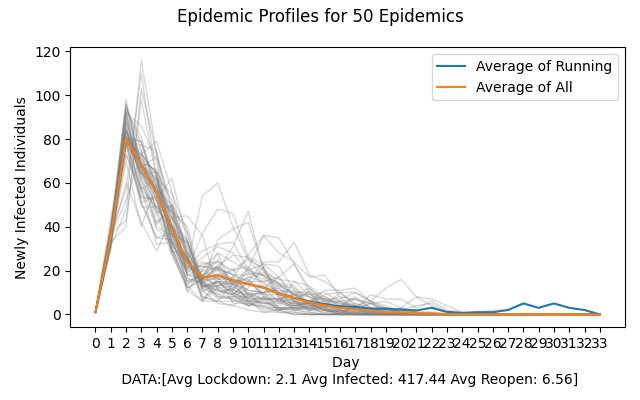 Epidemic Profiles for 50 Epidemics
120
100
80
60
40
20
0
Newly Infected Individuals
Average of Running
Average of All
0 1 2 3 4 5 6 7 8 9 10 11 12 13 14 15 16 17 18 19 20 21 22 23 24 25 26 27 28 29 30 31 32 33
Day
DATA:[Avg Lockdown: 2.1 Avg Infected: 417.44 Avg Reopen: 6.56]